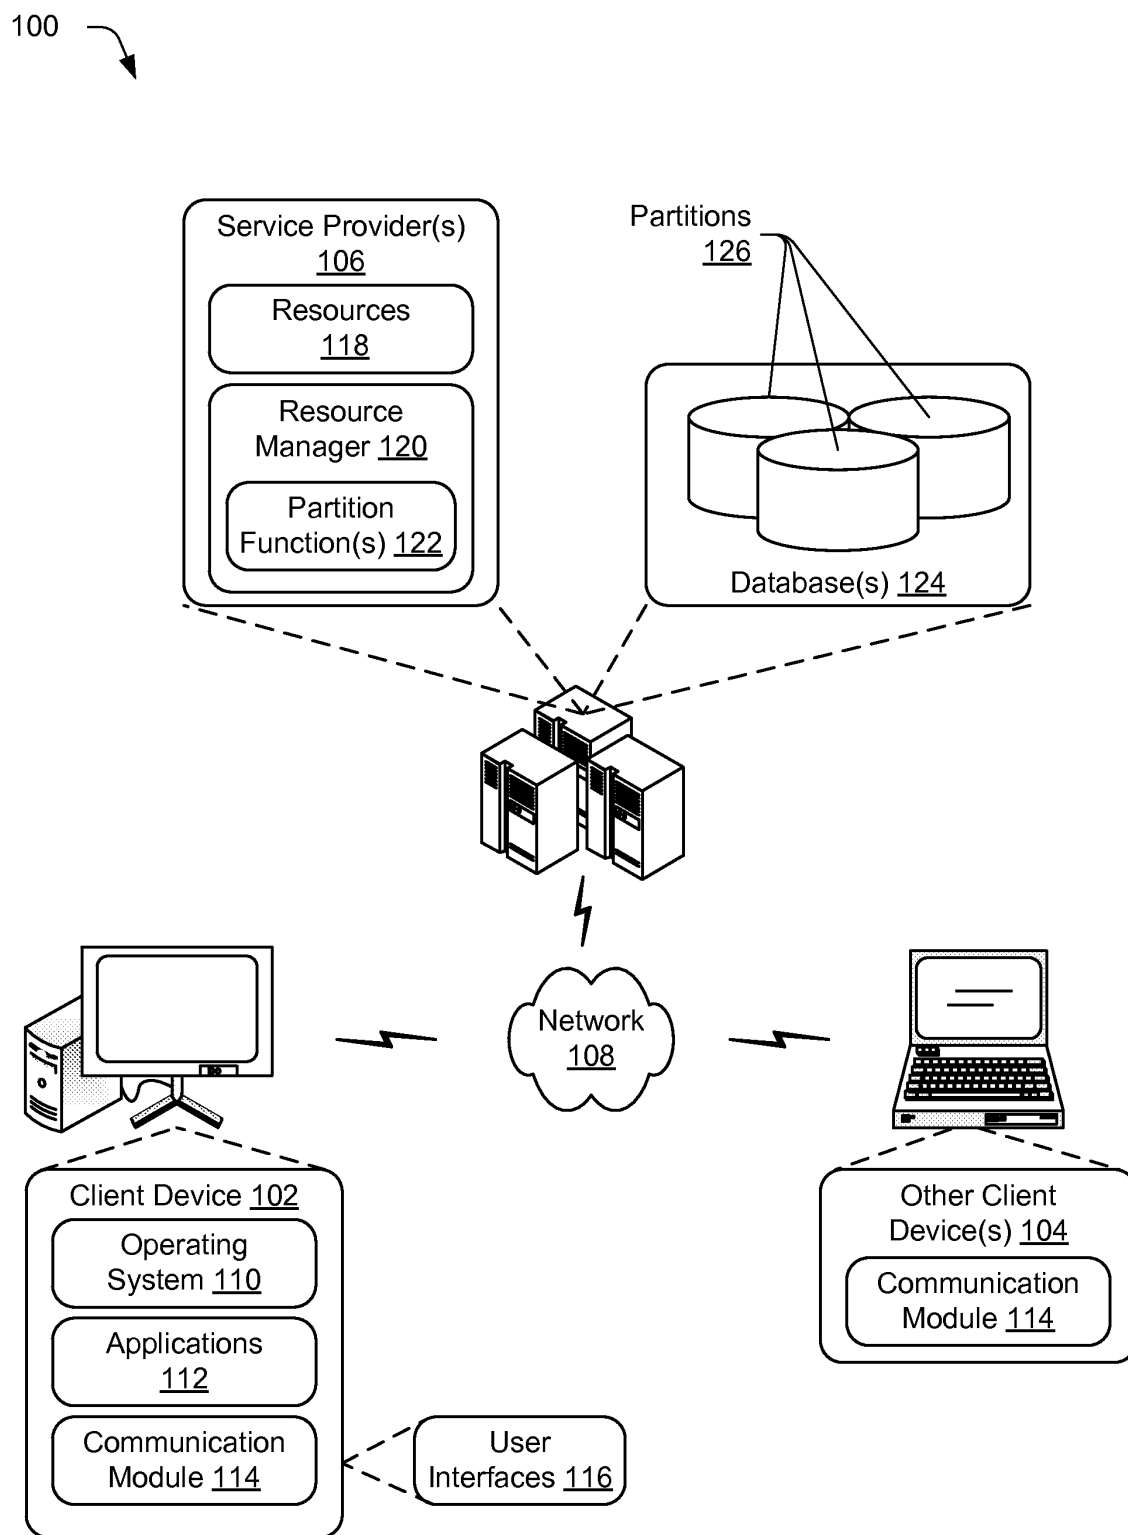 100
Service Provider(s)
106
Resources
118
Resource
Manager 120
Partition
Function(s) 122
Partitions
126
Database(s) 124
Network
108
Client Device 102
Operating
System 110
Applications
112
Communication
Module 114
User
Interfaces 116
Other Client
Device(s) 104
Communication
Module 114